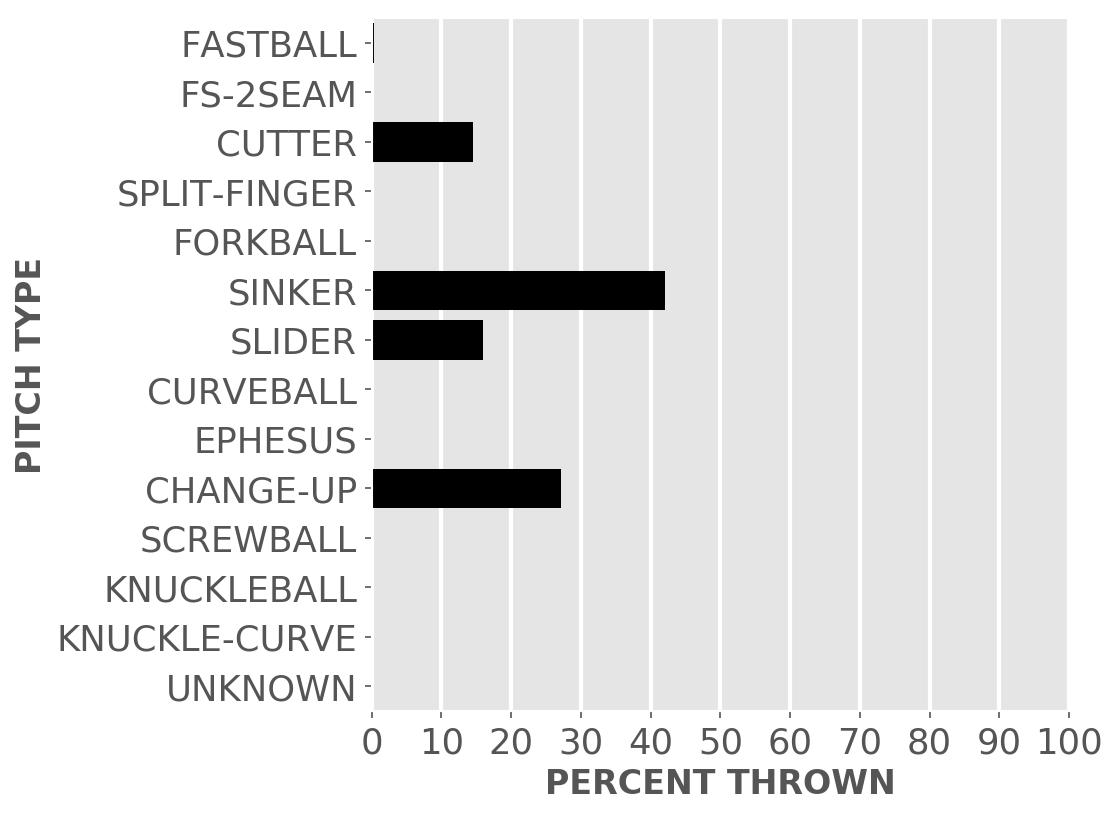 FASTBALL
FS-2SEAM
CUTTER
SPLIT-FINGER
FORKBALL
SINKER
SLIDER
CURVEBALL
EPHESUS
CHANGE-UP
SCREWBALL
KNUCKLEBALL
KNUCKLE-CURVE
UNKNOWN
PITCH TYPE
0 10 20 30 40 50 60 70 80 90 100
PERCENT THROWN